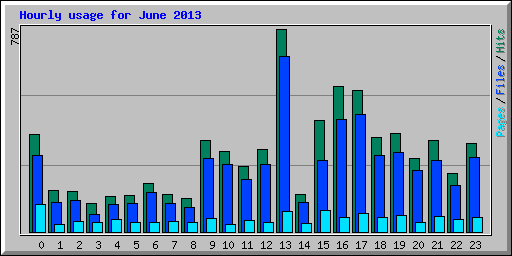 Hourly usage for June 2013
787
Pages / Files / Hits
0 1 2 3 4 5 6 7 8 9 10 11 12 13 14 15 16 17 18 19 20 21 22 23